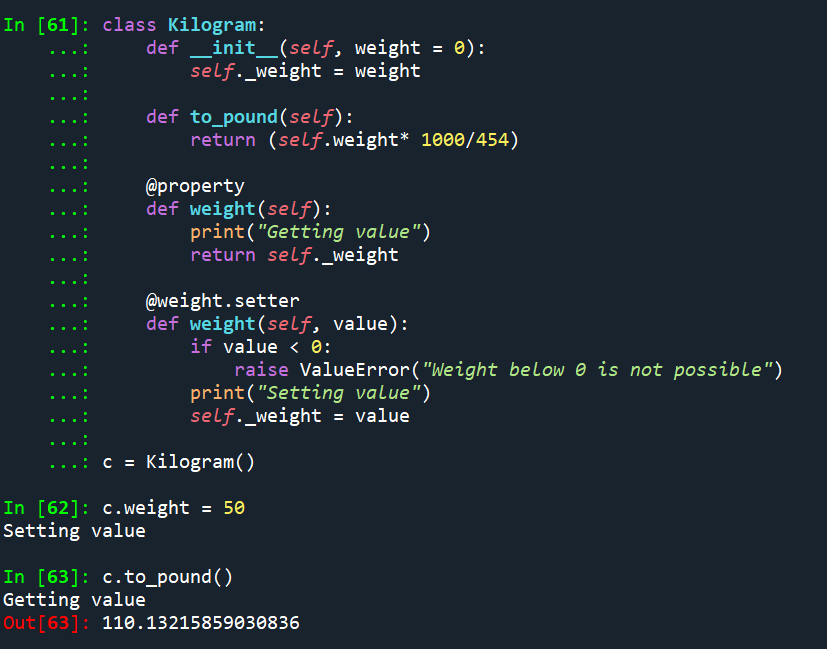 In [61]: class Kilogram:
    ...:     def __init__(self, weight = 0):
    ...:         self._weight = weight
    ...:
    ...:     def to_pound(self):
    ...:         return (self.weight* 1000/454)
    ...:
    ...:     @property
    ...:     def weight(self):
    ...:         print("Getting value")
    ...:         return self._weight
    ...:
    ...:     @weight.setter
    ...:     def weight(self, value):
    ...:         if value < 0:
    ...:             raise ValueError("Weight below 0 is not possible")
    ...:         print("Setting value")
    ...:         self._weight = value
    ...:
    ...: c = Kilogram()

In [62]: c.weight = 50
Setting value

In [63]: c.to_pound()
Getting value
Out[63]: 110.13215859030836